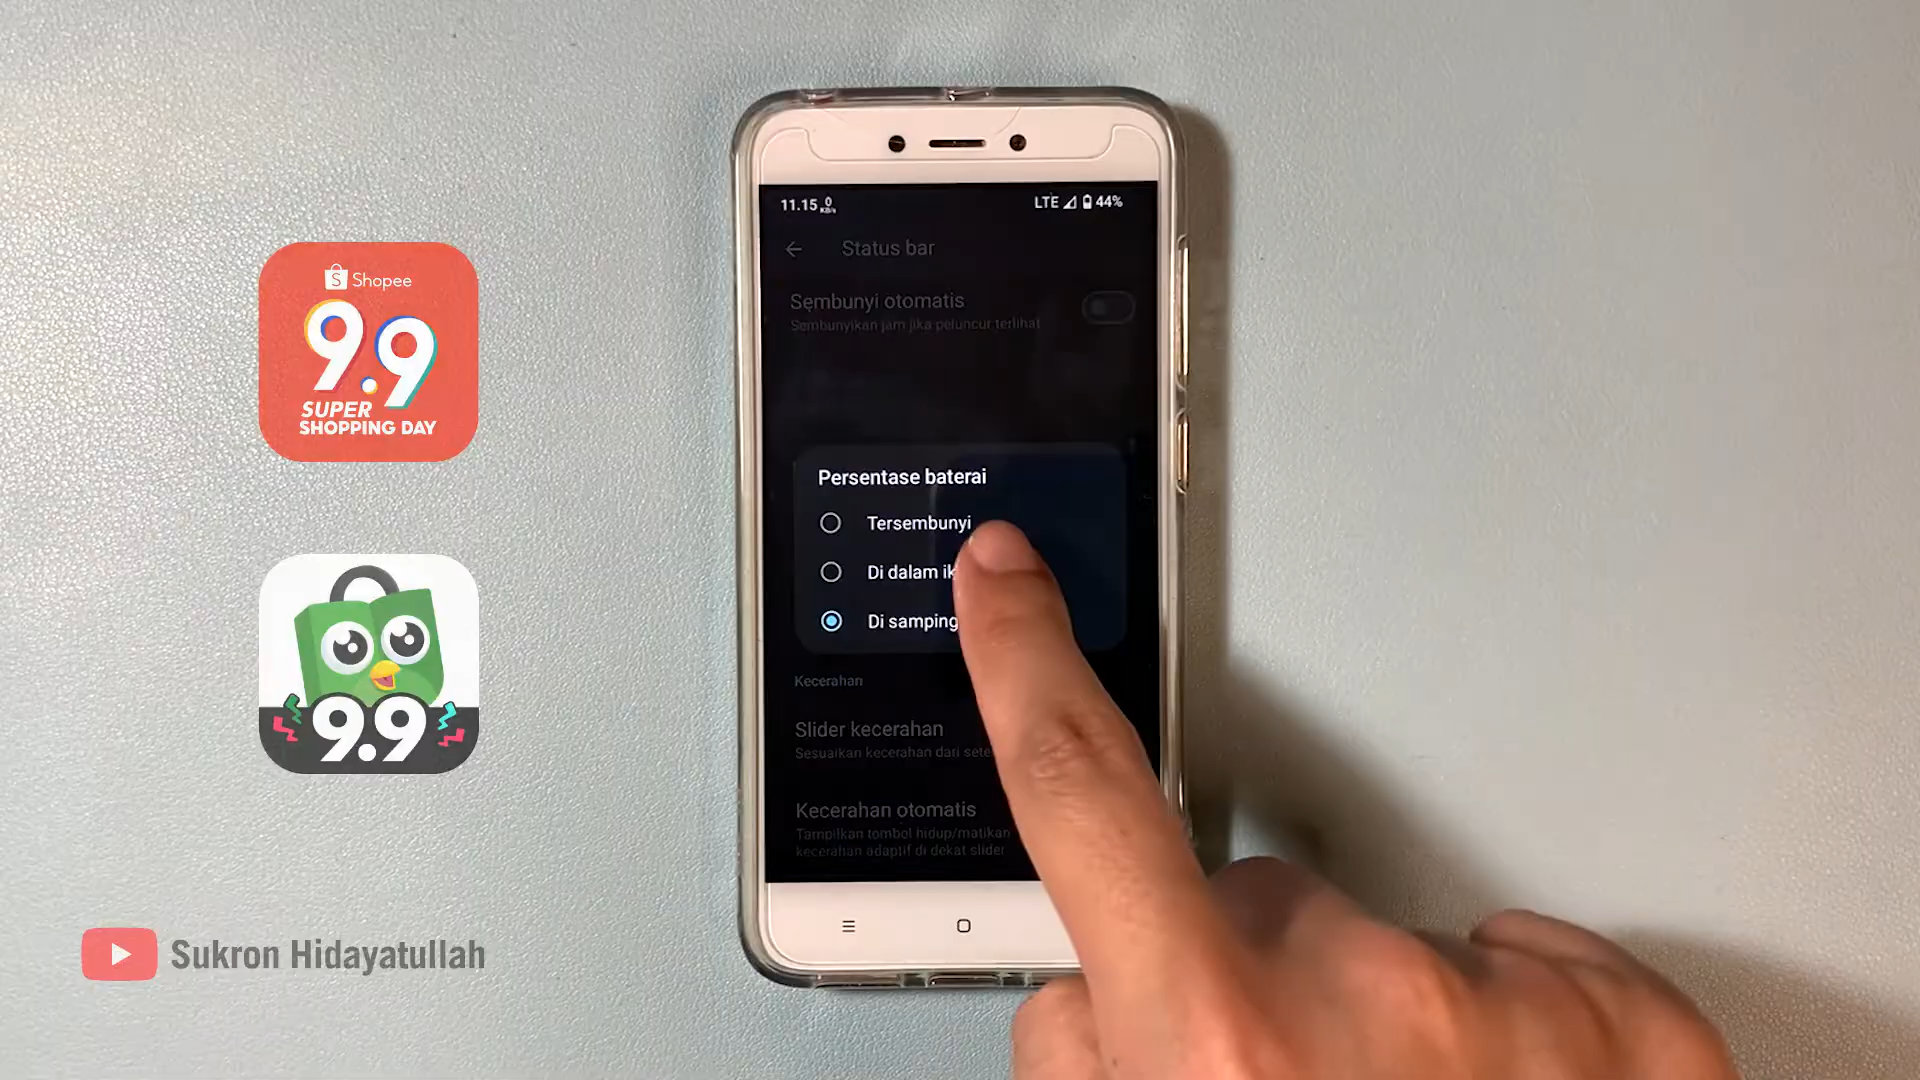 Shopee
9.9
SUPER
SHOPPING DAY
9.9
Sukron Hidayatullah
11.15 0 KB/s LTE 44%
Status bar
Sembunyi otomatis
Sembunyikan jam jika peluncur terlihat
Persentase baterai
Tersembunyi
Di dalam
Di samping
Kecerahan
Slider kecerahan
Sesuaikan kecerahan dari
Kecerahan otomatis
Tampilkan tombol hidup/matikan
kecerahan adaptif di dekat slider